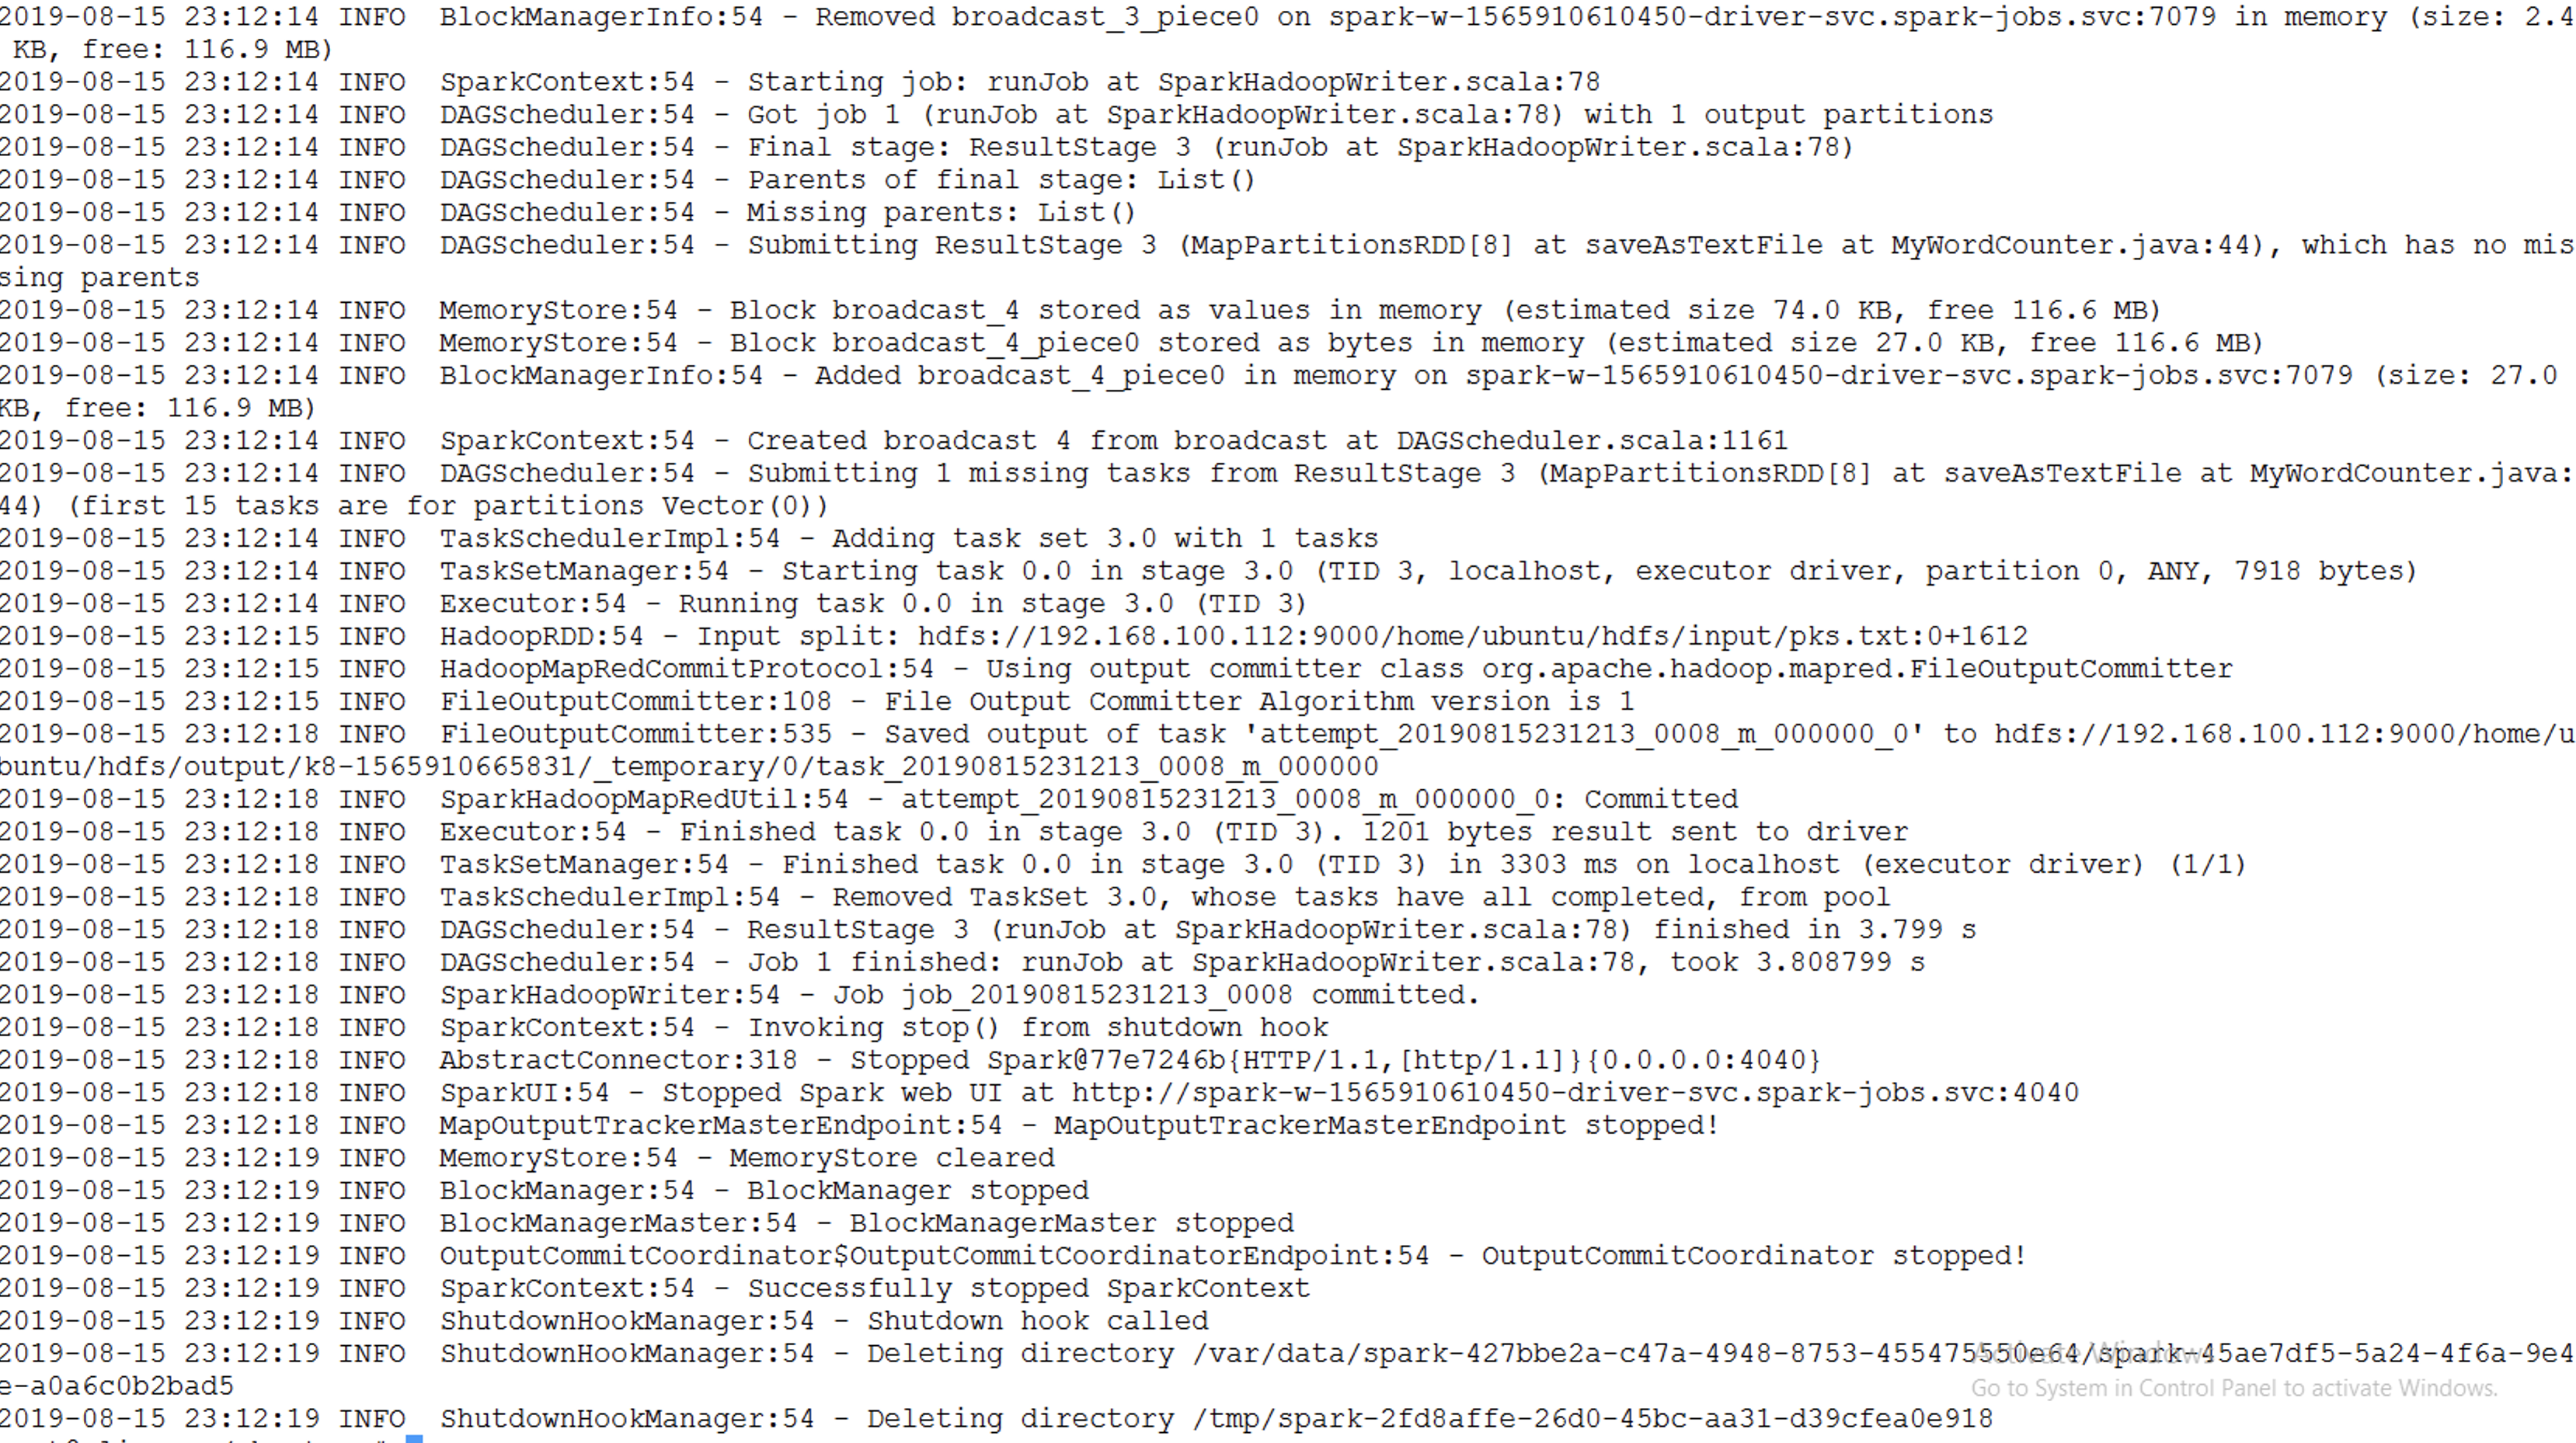 2019-08-15 23:12:14 INFO  BlockManagerInfo:54 - Removed broadcast_3_piece0 on spark-w-1565910610450-driver-svc.spark-jobs.svc:7079 in memory (size: 2.4
 KB, free: 116.9 MB)
2019-08-15 23:12:14 INFO  SparkContext:54 - Starting job: runJob at SparkHadoopWriter.scala:78
2019-08-15 23:12:14 INFO  DAGScheduler:54 - Got job 1 (runJob at SparkHadoopWriter.scala:78) with 1 output partitions
2019-08-15 23:12:14 INFO  DAGScheduler:54 - Final stage: ResultStage 3 (runJob at SparkHadoopWriter.scala:78)
2019-08-15 23:12:14 INFO  DAGScheduler:54 - Parents of final stage: List()
2019-08-15 23:12:14 INFO  DAGScheduler:54 - Missing parents: List()
2019-08-15 23:12:14 INFO  DAGScheduler:54 - Submitting ResultStage 3 (MapPartitionsRDD[8] at saveAsTextFile at MyWordCounter.java:44), which has no mis
sing parents
2019-08-15 23:12:14 INFO  MemoryStore:54 - Block broadcast_4 stored as values in memory (estimated size 74.0 KB, free 116.6 MB)
2019-08-15 23:12:14 INFO  MemoryStore:54 - Block broadcast_4_piece0 stored as bytes in memory (estimated size 27.0 KB, free 116.6 MB)
2019-08-15 23:12:14 INFO  BlockManagerInfo:54 - Added broadcast_4_piece0 in memory on spark-w-1565910610450-driver-svc.spark-jobs.svc:7079 (size: 27.0
KB, free: 116.9 MB)
2019-08-15 23:12:14 INFO  SparkContext:54 - Created broadcast 4 from broadcast at DAGScheduler.scala:1161
2019-08-15 23:12:14 INFO  DAGScheduler:54 - Submitting 1 missing tasks from ResultStage 3 (MapPartitionsRDD[8] at saveAsTextFile at MyWordCounter.java:
44) (first 15 tasks are for partitions Vector(0))
2019-08-15 23:12:14 INFO  TaskSchedulerImpl:54 - Adding task set 3.0 with 1 tasks
2019-08-15 23:12:14 INFO  TaskSetManager:54 - Starting task 0.0 in stage 3.0 (TID 3, localhost, executor driver, partition 0, ANY, 7918 bytes)
2019-08-15 23:12:14 INFO  Executor:54 - Running task 0.0 in stage 3.0 (TID 3)
2019-08-15 23:12:15 INFO  HadoopRDD:54 - Input split: hdfs://192.168.100.112:9000/home/ubuntu/hdfs/input/pks.txt:0+1612
2019-08-15 23:12:15 INFO  HadoopMapRedCommitProtocol:54 - Using output committer class org.apache.hadoop.mapred.FileOutputCommitter
2019-08-15 23:12:15 INFO  FileOutputCommitter:108 - File Output Committer Algorithm version is 1
2019-08-15 23:12:18 INFO  FileOutputCommitter:535 - Saved output of task 'attempt_20190815231213_0008_m_000000_0' to hdfs://192.168.100.112:9000/home/u
buntu/hdfs/output/k8-1565910665831/_temporary/0/task_20190815231213_0008_m_000000
2019-08-15 23:12:18 INFO  SparkHadoopMapRedUtil:54 - attempt_20190815231213_0008_m_000000_0: Committed
2019-08-15 23:12:18 INFO  Executor:54 - Finished task 0.0 in stage 3.0 (TID 3). 1201 bytes result sent to driver
2019-08-15 23:12:18 INFO  TaskSetManager:54 - Finished task 0.0 in stage 3.0 (TID 3) in 3303 ms on localhost (executor driver) (1/1)
2019-08-15 23:12:18 INFO  TaskSchedulerImpl:54 - Removed TaskSet 3.0, whose tasks have all completed, from pool
2019-08-15 23:12:18 INFO  DAGScheduler:54 - ResultStage 3 (runJob at SparkHadoopWriter.scala:78) finished in 3.799 s
2019-08-15 23:12:18 INFO  DAGScheduler:54 - Job 1 finished: runJob at SparkHadoopWriter.scala:78, took 3.808799 s
2019-08-15 23:12:18 INFO  SparkHadoopWriter:54 - Job job_20190815231213_0008 committed.
2019-08-15 23:12:18 INFO  SparkContext:54 - Invoking stop() from shutdown hook
2019-08-15 23:12:18 INFO  AbstractConnector:318 - Stopped Spark@77e7246b{HTTP/1.1,[http/1.1]}{0.0.0.0:4040}
2019-08-15 23:12:18 INFO  SparkUI:54 - Stopped Spark web UI at http://spark-w-1565910610450-driver-svc.spark-jobs.svc:4040
2019-08-15 23:12:18 INFO  MapOutputTrackerMasterEndpoint:54 - MapOutputTrackerMasterEndpoint stopped!
2019-08-15 23:12:19 INFO  MemoryStore:54 - MemoryStore cleared
2019-08-15 23:12:19 INFO  BlockManager:54 - BlockManager stopped
2019-08-15 23:12:19 INFO  BlockManagerMaster:54 - BlockManagerMaster stopped
2019-08-15 23:12:19 INFO  OutputCommitCoordinator$OutputCommitCoordinatorEndpoint:54 - OutputCommitCoordinator stopped!
2019-08-15 23:12:19 INFO  SparkContext:54 - Successfully stopped SparkContext
2019-08-15 23:12:19 INFO  ShutdownHookManager:54 - Shutdown hook called
2019-08-15 23:12:19 INFO  ShutdownHookManager:54 - Deleting directory
Activate Windows
e-a0a6c0b2bad5
Go to System in Control Panel to activate Windows.
2019-08-15 23:12:19 INFO  ShutdownHookManager:54 - Deleting directory /tmp/spark-2fd8affe-26d0-45bc-aa31-d39cfea0e918